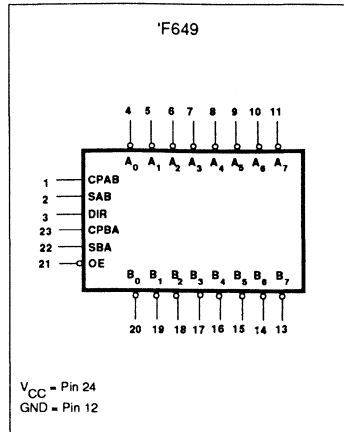 'F649
4 5 6 7 8 9 10 11
A0 A1 A2 A3 A4 A5 A6 A7
1 CPAB
2 SAB
3 DIR
23 CPBA
22 SBA
21 OE
B0 B1 B2 B3 B4 B5 B6 B7
20 19 18 17 16 15 14 13
VCC = Pin 24
GND = Pin 12